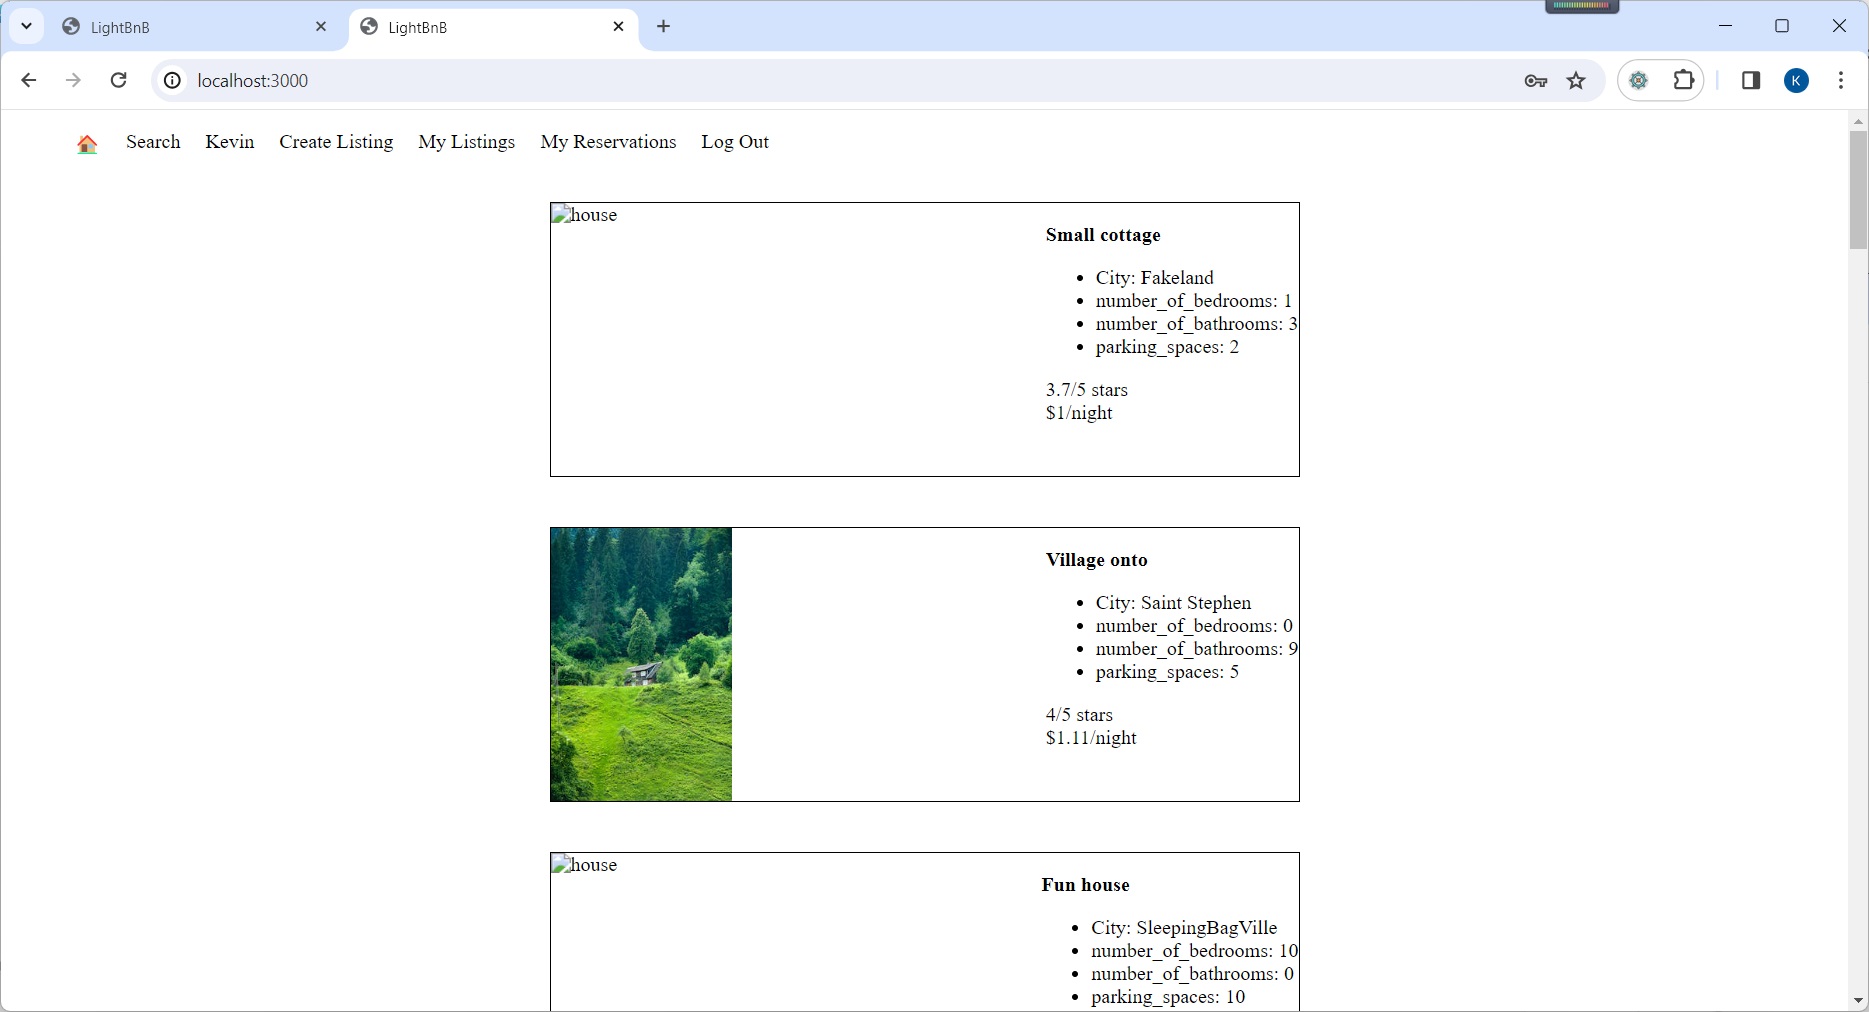 LightBnB
LightBnB
localhost:3000
K
Search Kevin Create Listing My Listings My Reservations Log Out
house
Small cottage
City: Fakeland
number_of_bedrooms: 1
number_of_bathrooms: 3
parking_spaces: 2
3.7/5 stars
$1/night
Village onto
City: Saint Stephen
number_of_bedrooms: 0
number_of_bathrooms: 9
parking_spaces: 5
4/5 stars
$1.11/night
house
Fun house
City: SleepingBagVille
number_of_bedrooms: 10
number_of_bathrooms: 0
parking_spaces: 10